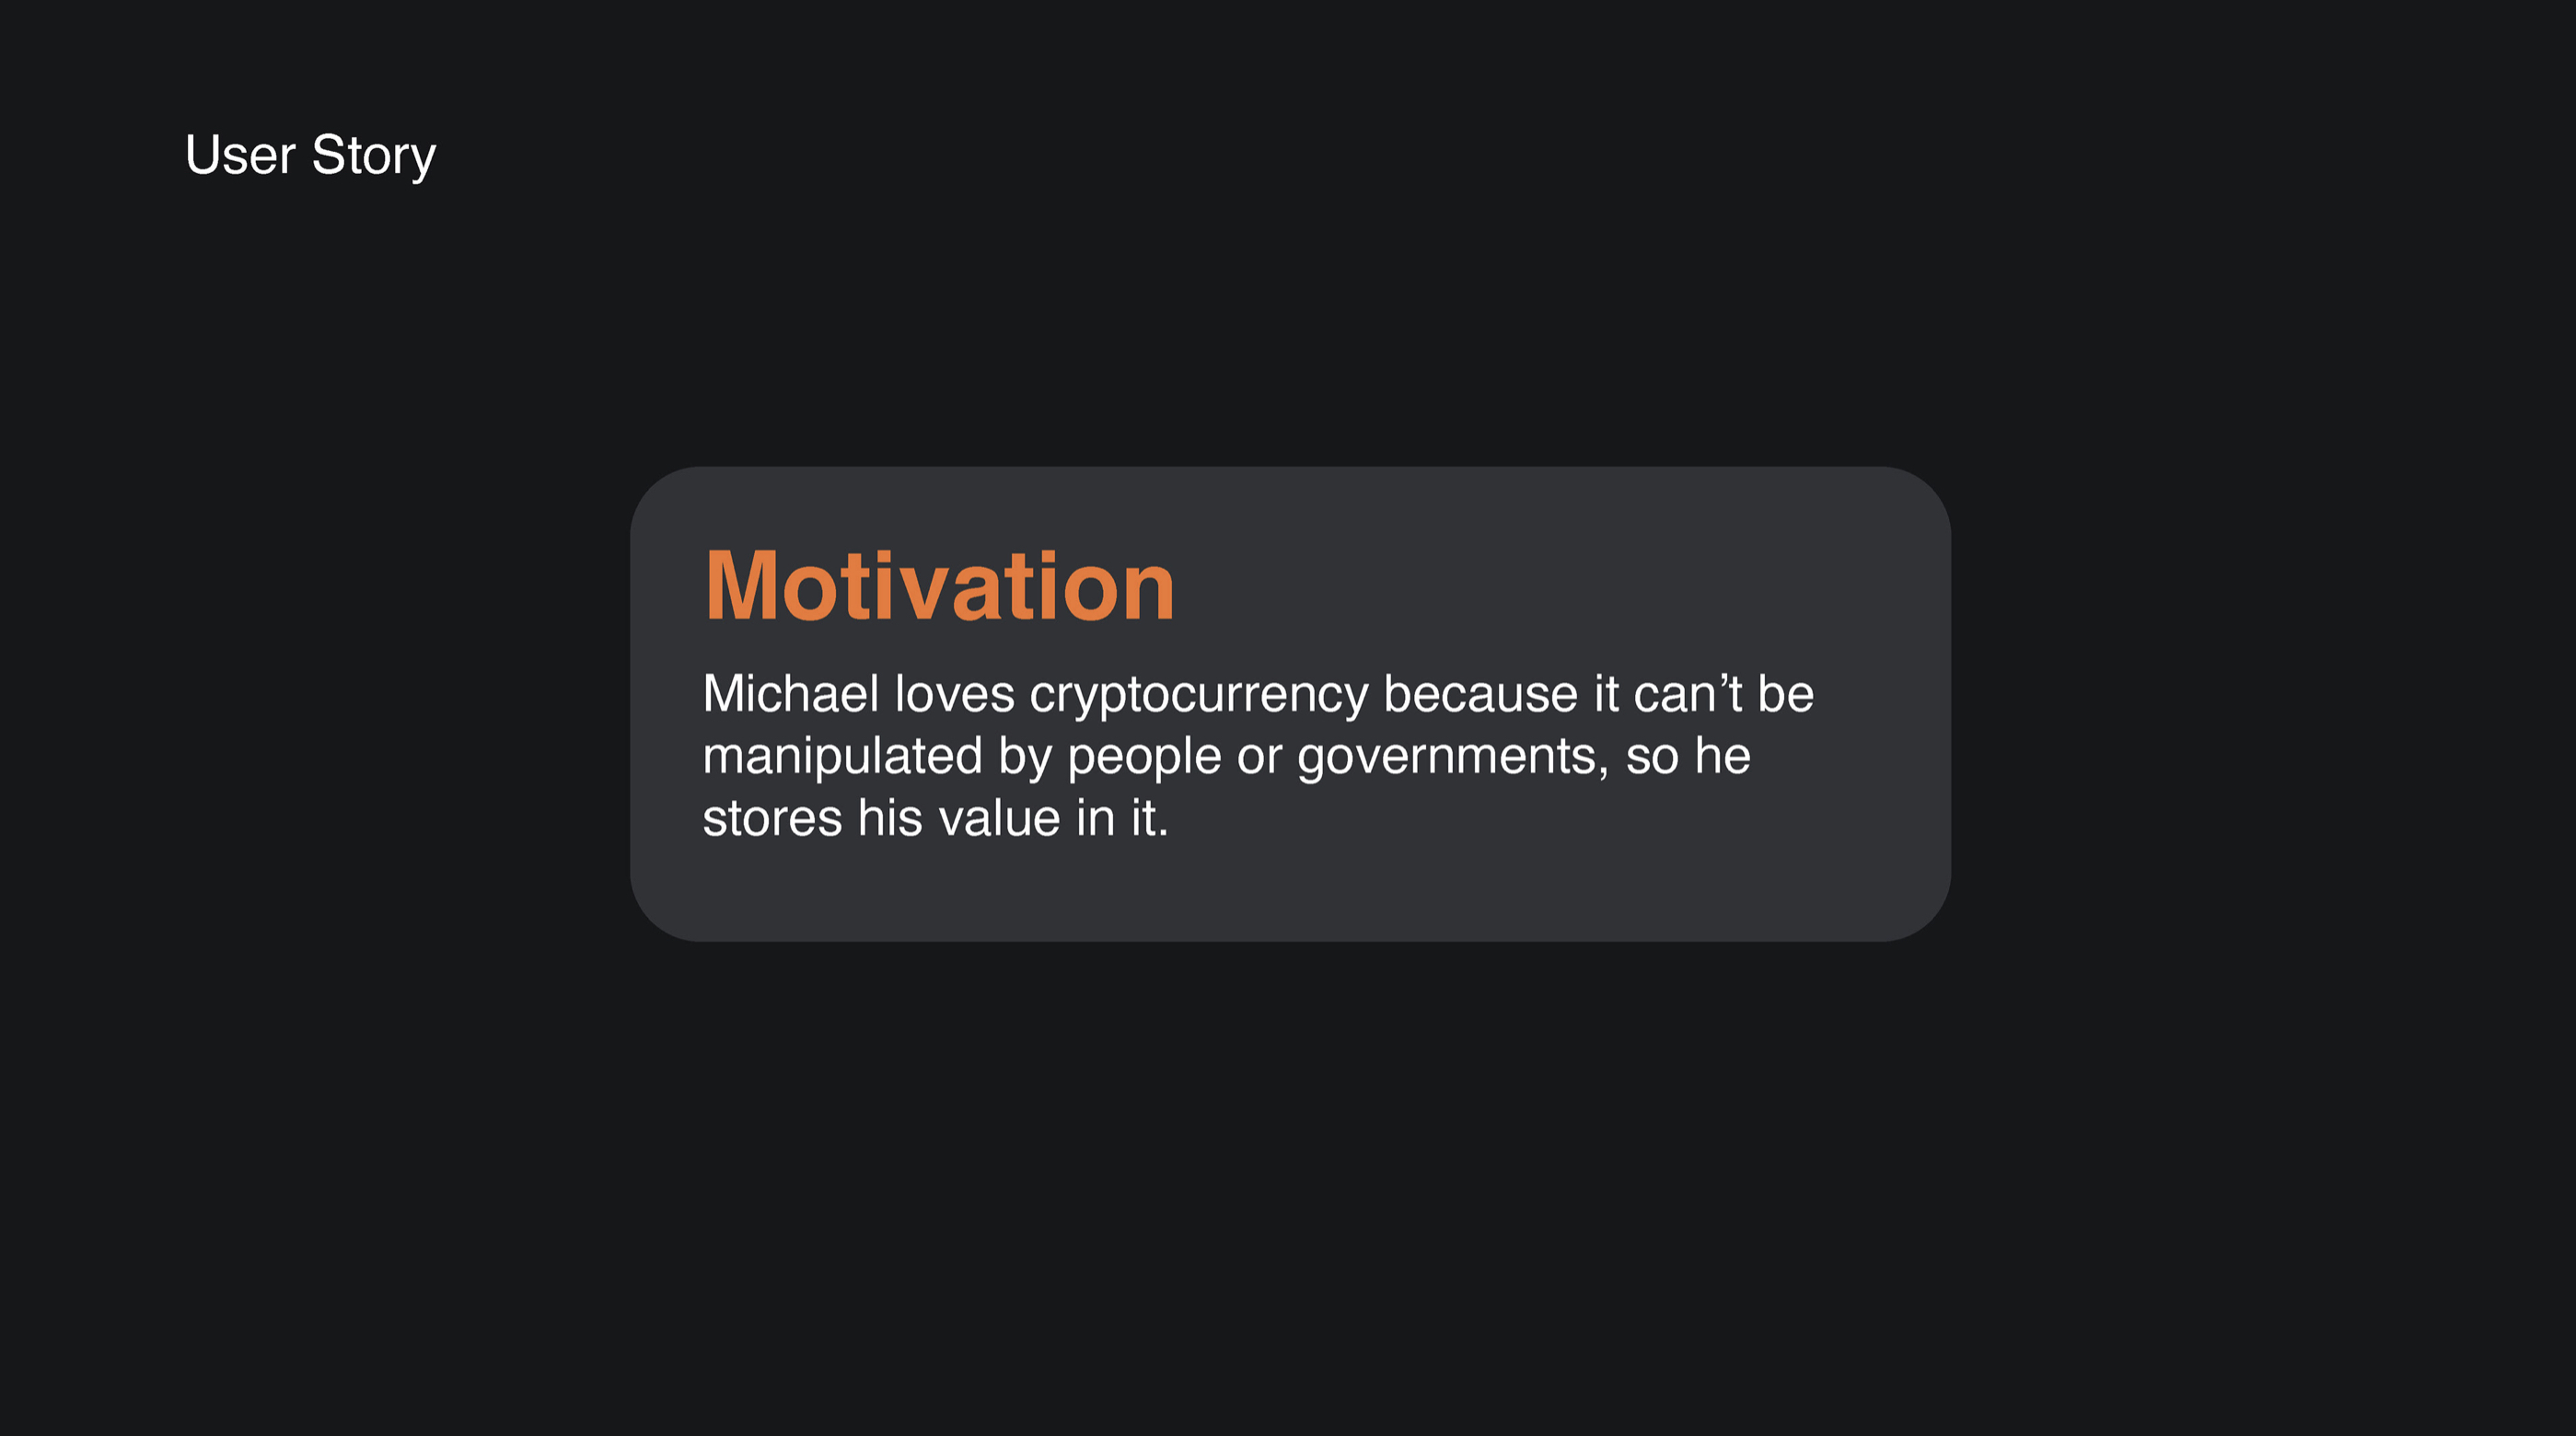 User Story
Motivation
Michael loves cryptocurrency because it can’t be
manipulated by people or governments, so he
stores his value in it.